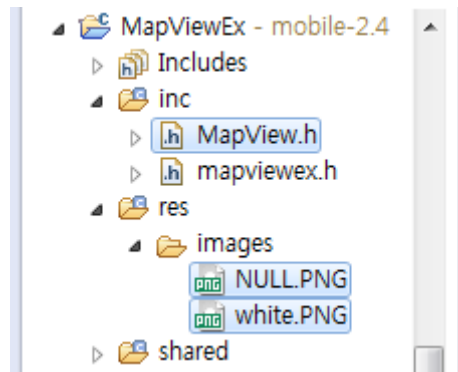 MapViewEx - mobile-2.4
Includes
inc
MapView.h
mapviewex.h
res
images
NULL.PNG
white.PNG
shared